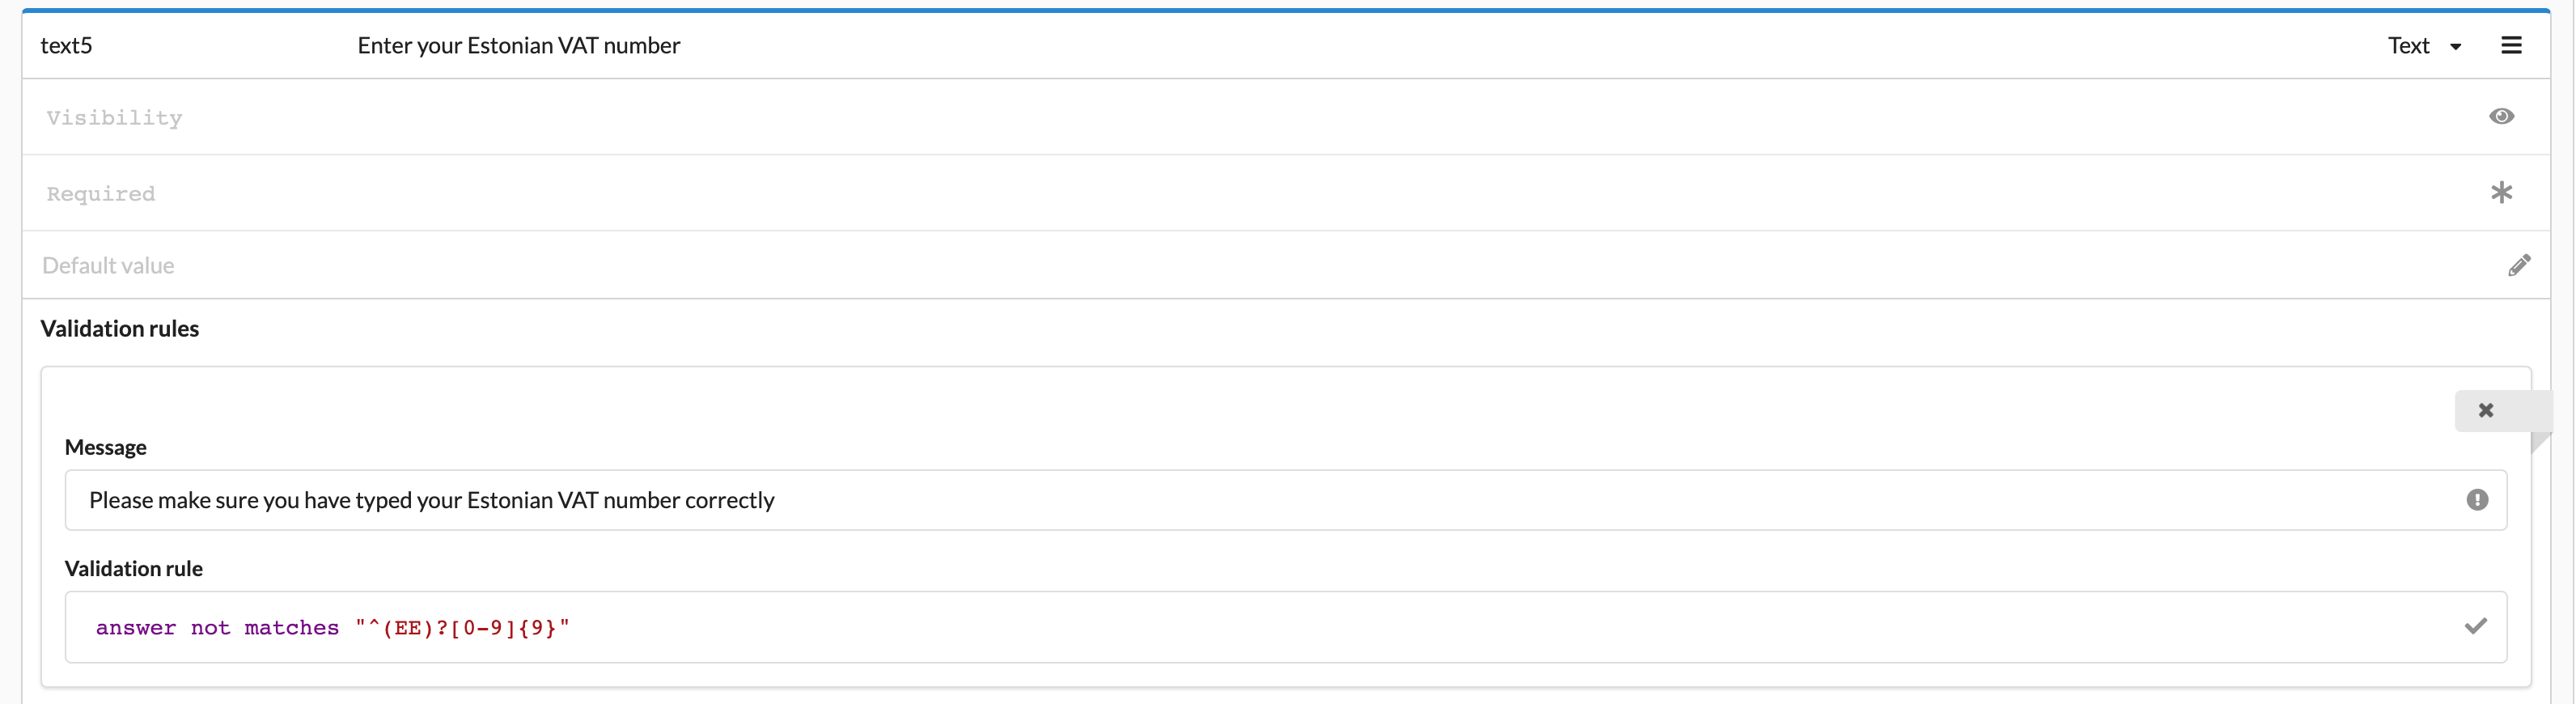 text5 Enter your Estonian VAT number Text
Visibility
Required
Default value
Validation rules
Message
Please make sure you have typed your Estonian VAT number correctly
Validation rule
answer not matches "^(EE)?[0-9]{9}"